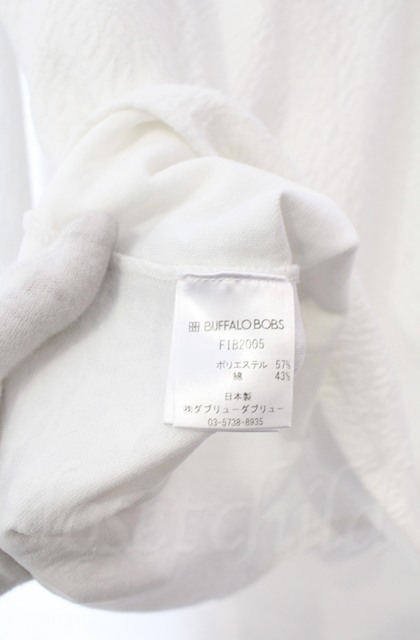 BUFFALO BOBS
FIB2005
ポリエステル 57%
綿 43%
日本製
㈱ダブリューダブリュー
03-5738-8935